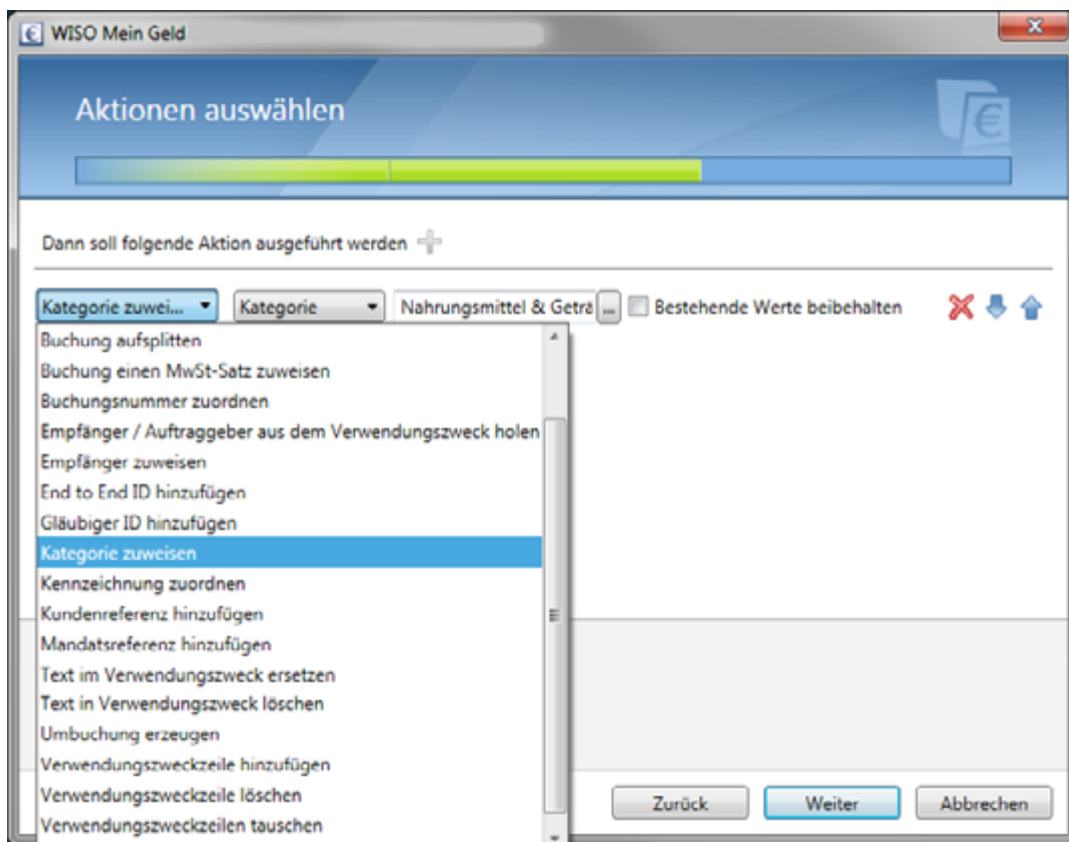 WISO Mein Geld
Aktionen auswählen
Dann soll folgende Aktion ausgeführt werden
Kategorie zuwei... Kategorie Nahrungsmittel & Geträ ... Bestehende Werte beibehalten
Buchung aufsplitten
Buchung einen MwSt-Satz zuweisen
Buchungsnummer zuordnen
Empfänger / Auftraggeber aus dem Verwendungszweck holen
Empfänger zuweisen
End to End ID hinzufügen
Gläubiger ID hinzufügen
Kategorie zuweisen
Kennzeichnung zuordnen
Kundenreferenz hinzufügen
Mandatsreferenz hinzufügen
Text im Verwendungszweck ersetzen
Text in Verwendungszweck löschen
Umbuchung erzeugen
Verwendungszweckzeile hinzufügen
Verwendungszweckzeile löschen
Verwendungszweckzeilen tauschen
Zurück Weiter Abbrechen